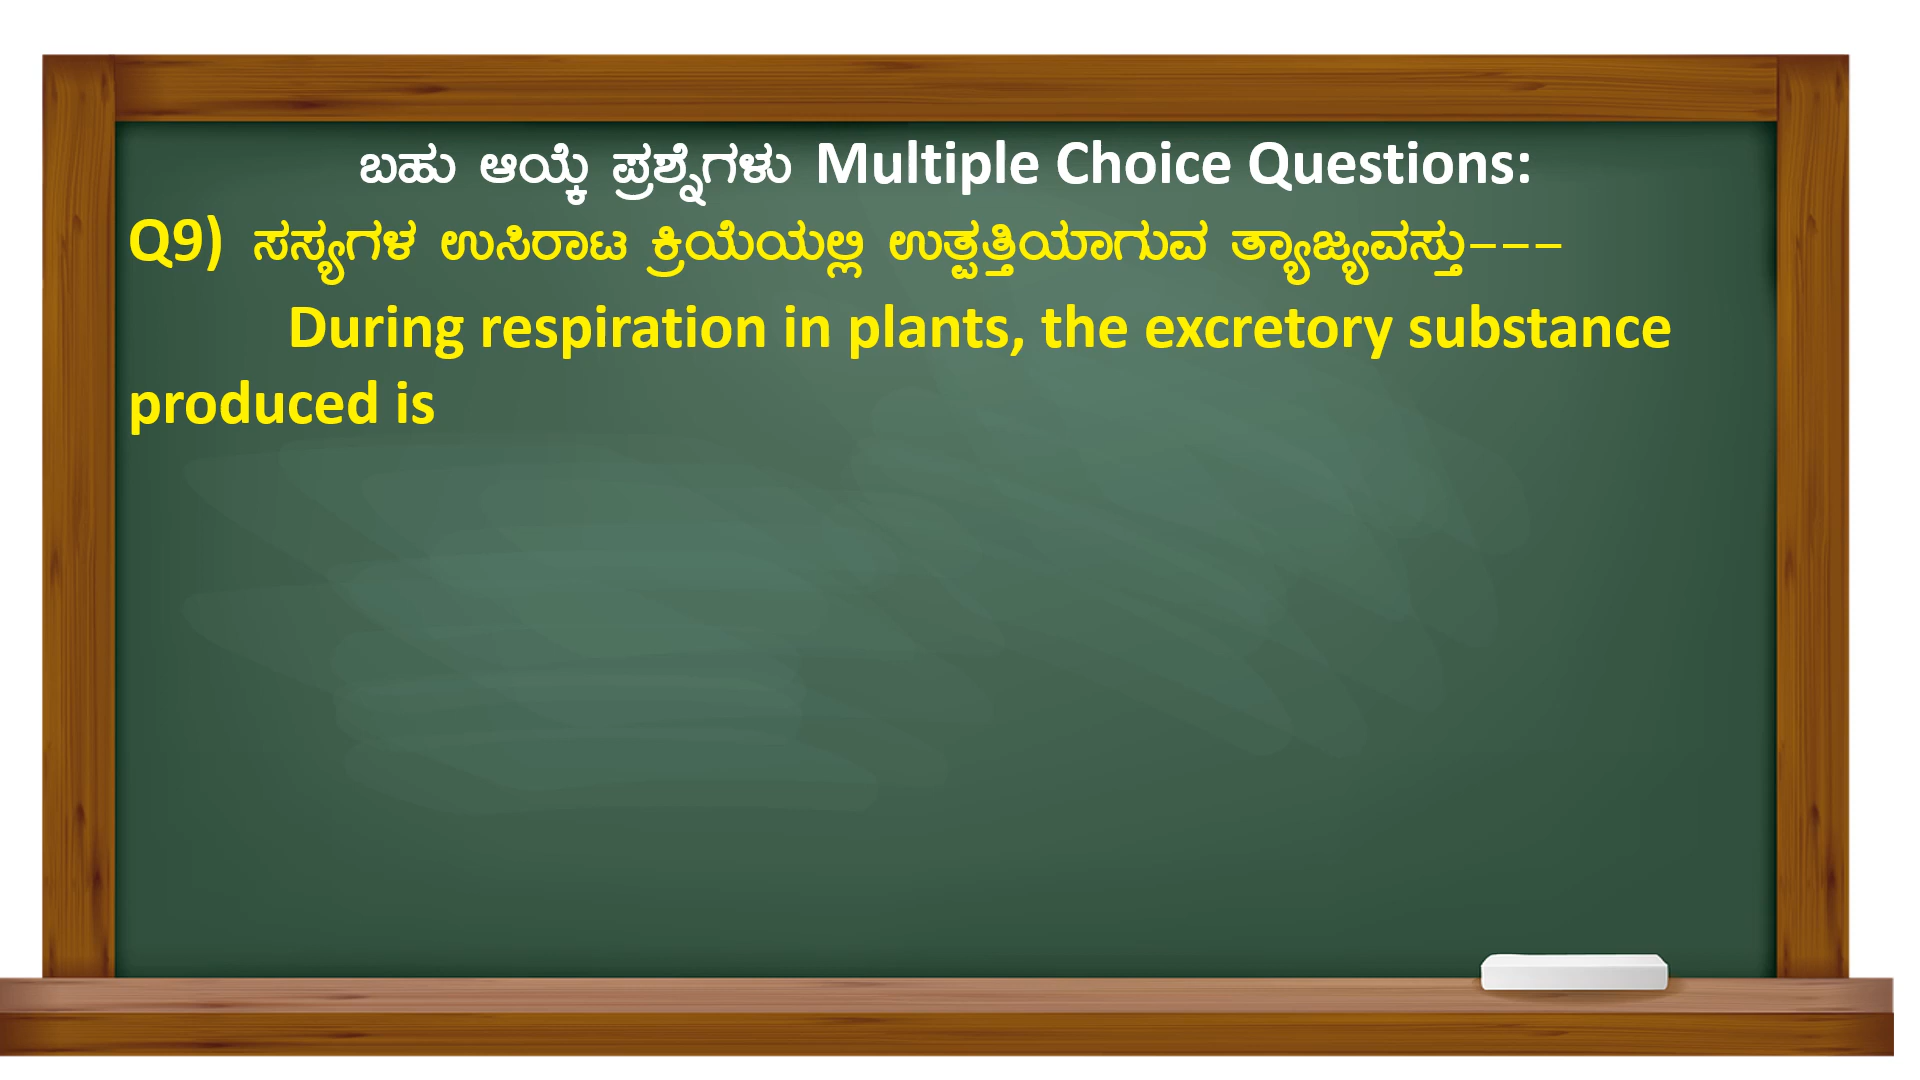 ಬಹು ಆಯ್ಕೆ ಪ್ರಶ್ನೆಗಳು Multiple Choice Questions:
Q9) ಸಸ್ಯಗಳ ಉಸಿರಾಟ ಕ್ರಿಯೆಯಲ್ಲಿ ಉತ್ಪತ್ತಿಯಾಗುವ ತ್ಯಾಜ್ಯವಸ್ತು---
During respiration in plants, the excretory substance
produced is